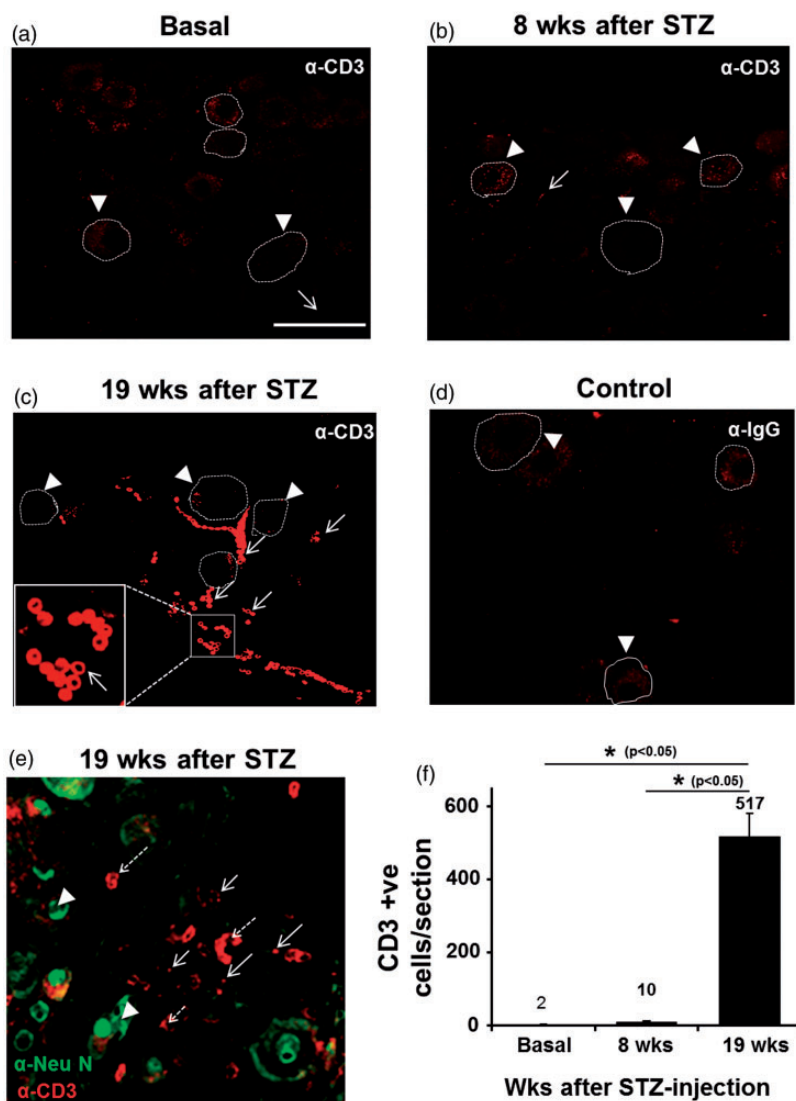 (a) Basal
α-CD3
(b) 8 wks after STZ
α-CD3
(c) 19 wks after STZ
α-CD3
(d) Control
α-IgG
(e) 19 wks after STZ
α-Neu N
α-CD3
(f)
* (p<0.05)
* (p<0.05)
CD3 +ve
cells/section
600
400
200
0
2
10
517
Basal 8 wks 19 wks
Wks after STZ-injection